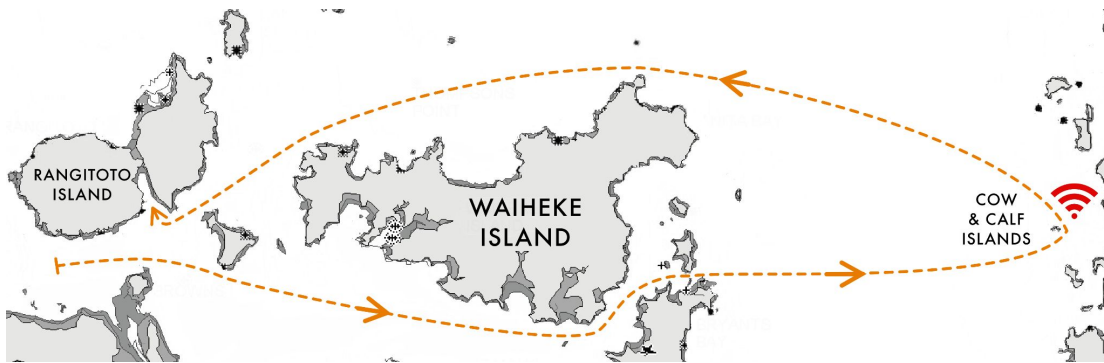 RANGITOTO
ISLAND
WAIHEKE
ISLAND
COW
& CALF
ISLANDS